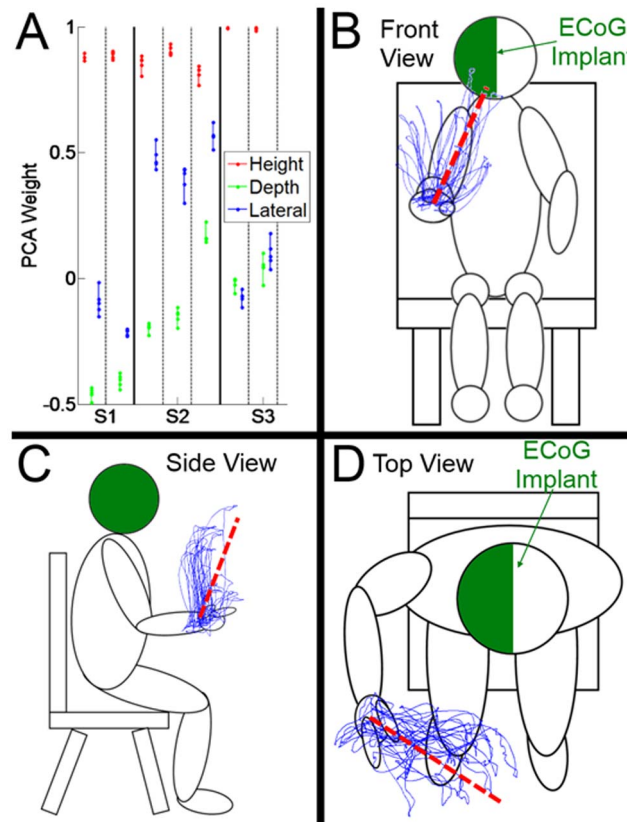 A
PCA Weight
1
0.5
0
-0.5
Height
Depth
Lateral
S1 S2 S3
B
Front
View
ECoG
Implant
C
Side View
D
Top View
ECoG
Implant